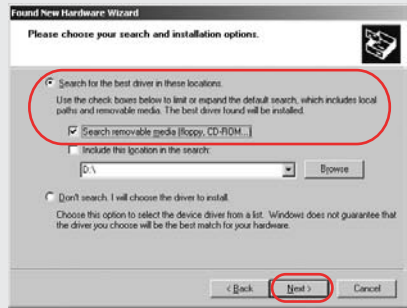 Found New Hardware Wizard
Please choose your search and installation options.
Search for the best driver in these locations.
Use the check boxes below to limit or expand the default search, which includes local
paths and removable media. The best driver found will be installed.
Search removable media (floppy, CD-ROM...)
Include this location in the search:
D:\
Browse
Don't search. I will choose the driver to install.
Choose this option to select the device driver from a list. Windows does not guarantee that
the driver you choose will be the best match for your hardware.
< Back Next > Cancel